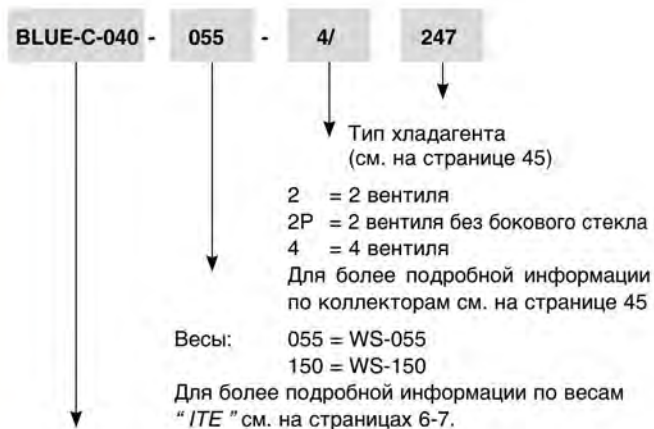 BLUE-C-040 - 055 - 4/ 247
Тип хладагента
(см. на странице 45)
2 = 2 вентиля
2P = 2 вентиля без бокового стекла
4 = 4 вентиля
Для более подробной информации
по коллекторам см. на странице 45
Весы: 055 = WS-055
150 = WS-150
Для более подробной информации по весам
“ ITE ” см. на страницах 6-7.